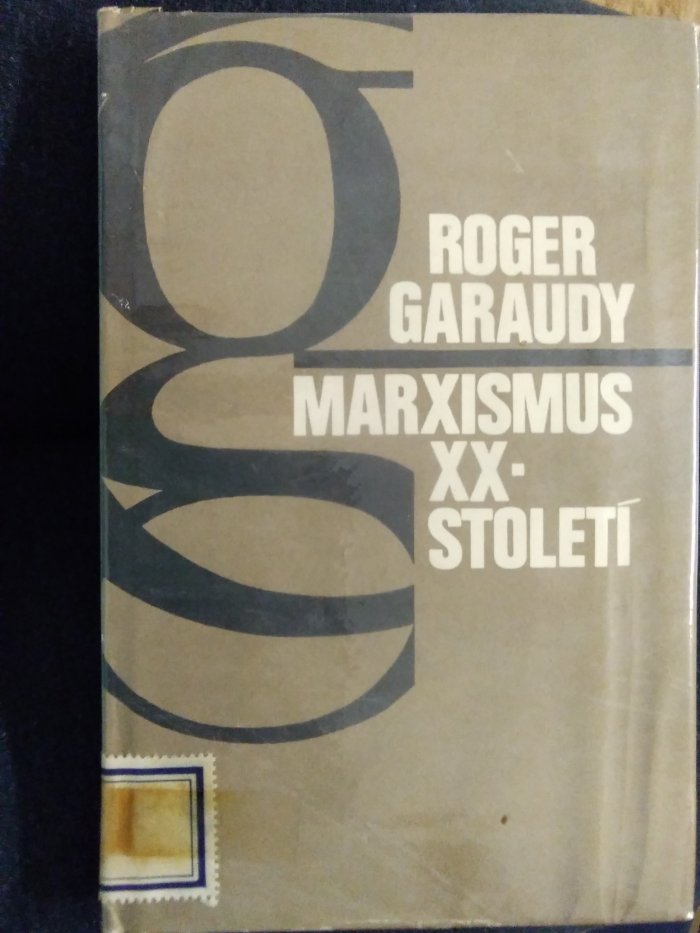 g
ROGER
GARAUDY
MARXISMUS
XX·
STOLETÍ